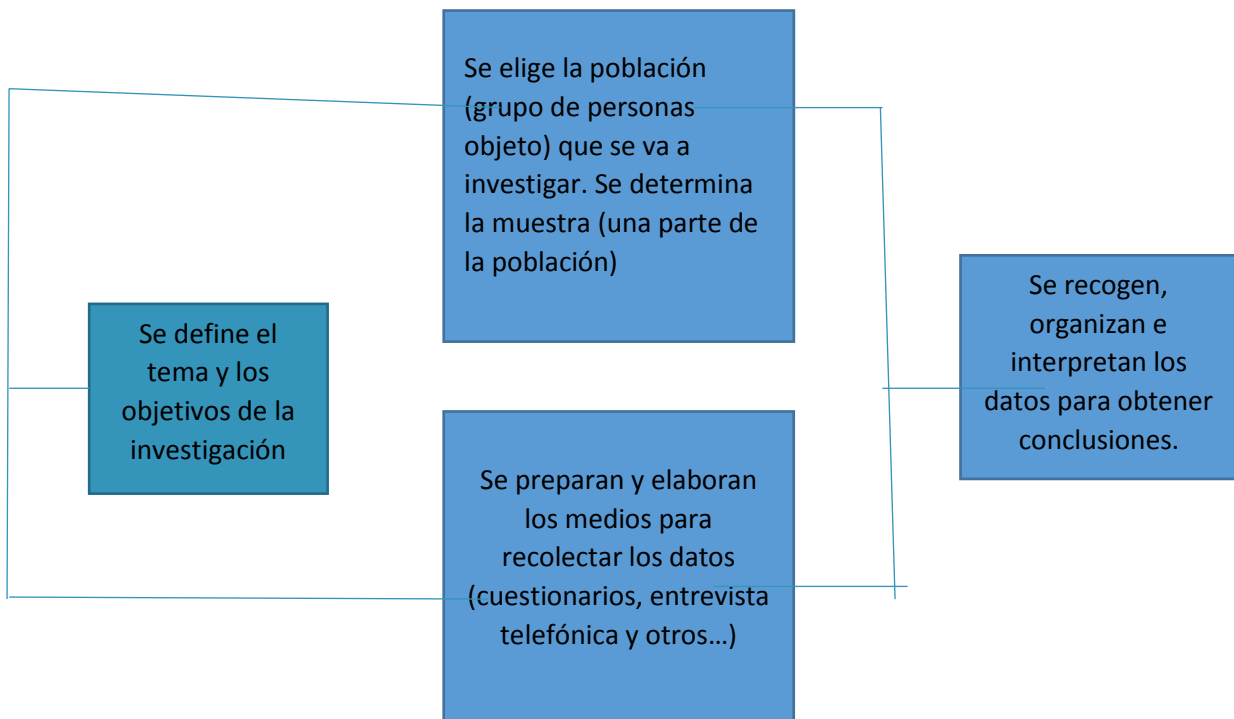 Se elige la población
(grupo de personas
objeto) que se va a
investigar. Se determina
la muestra (una parte de
la población)
Se define el
tema y los
objetivos de la
investigación
Se preparan y elaboran
los medios para
recolectar los datos
(cuestionarios, entrevista
telefónica y otros…)
Se recogen,
organizan e
interpretan los
datos para obtener
conclusiones.